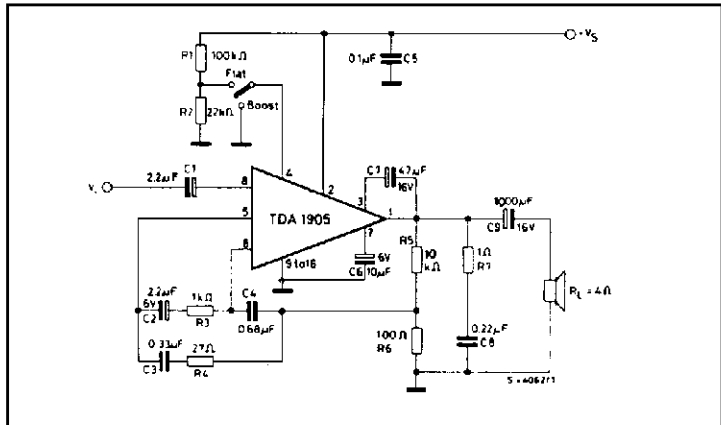 +VS
R1
100kΩ
Flat
0.1µF
C5
R2
22kΩ
Boost
C1
2.2µF
Vi
8
4
2
C7
47µF
16V
3
TDA 1905
1
5
7
1000µF
C9
16V
6
9 to 16
6V
C6
10µF
R5
10
kΩ
1Ω
R7
RL = 4Ω
2.2µF
6V
C2
1kΩ
R3
C4
0.68µF
0.33µF
C3
27Ω
R4
100Ω
R6
0.22µF
C8
S-4062/1